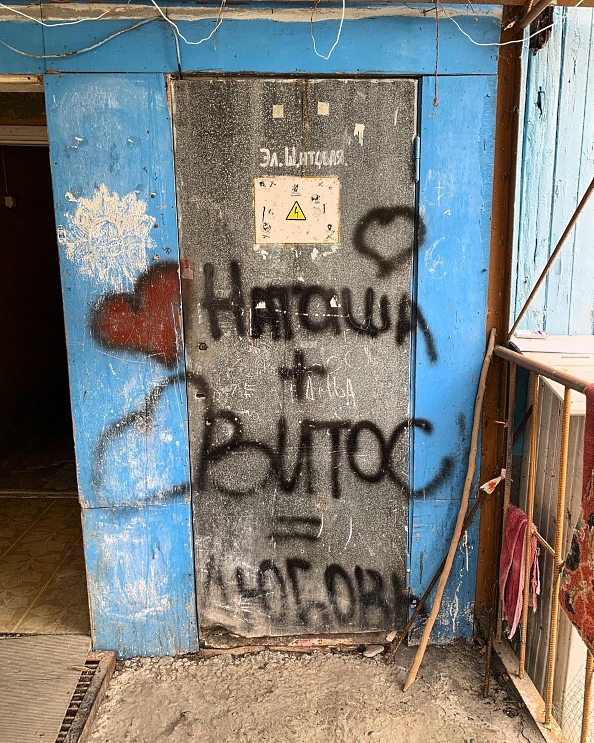 Эл. Щитовая
Наташа
+
Витос
=
Любовь